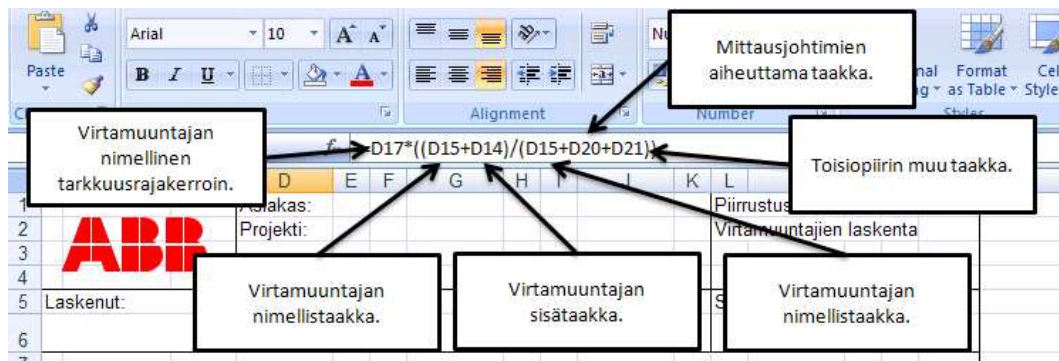 Arial
10
A A
Paste
B I U
A
Alignment
Number
Format
as Table
Styles
Mittausjohtimien
aiheuttama taakka.
Virtamuuntajan
nimellinen
tarkkuusrajakerroin.
D17*((D15+D14)/(D15+D20+D21))
Toisiopiirin muu taakka.
D E F G H I K L
1 Asiakas:
2 ABB Projekti: Virtamuuntajien laskenta
3
4
5 Laskenut:
6
Virtamuuntajan
nimellistaakka.
Virtamuuntajan
sisätaakka.
Virtamuuntajan
nimellistaakka.